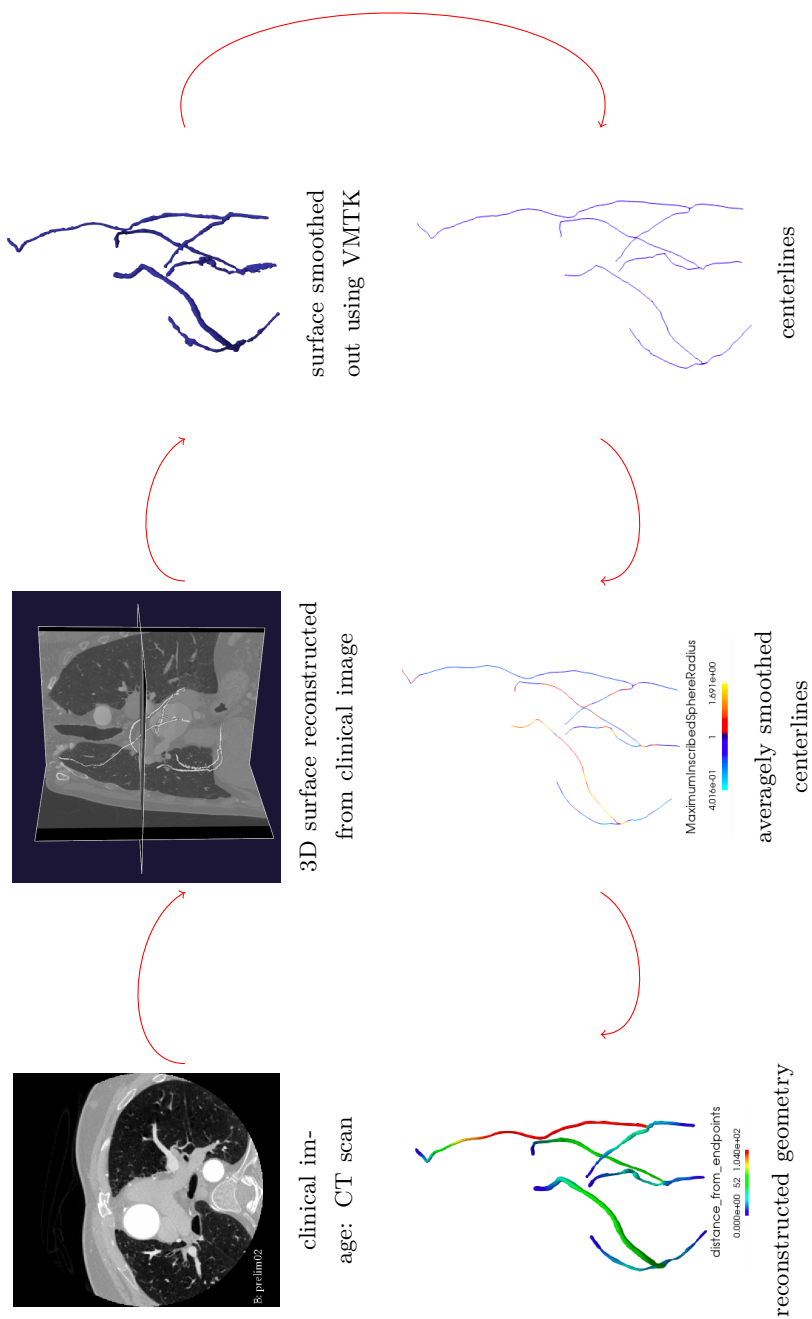 B: prelim02
clinical im-
age: CT scan
3D surface reconstructed
from clinical image
surface smoothed
out using VMTK
distance_from_endpoints
0.000e+00 52 1.040e+02
reconstructed geometry
MaximumInscribedSphereRadius
4.016e-01 1 1.691e+00
averagely smoothed
centerlines
centerlines